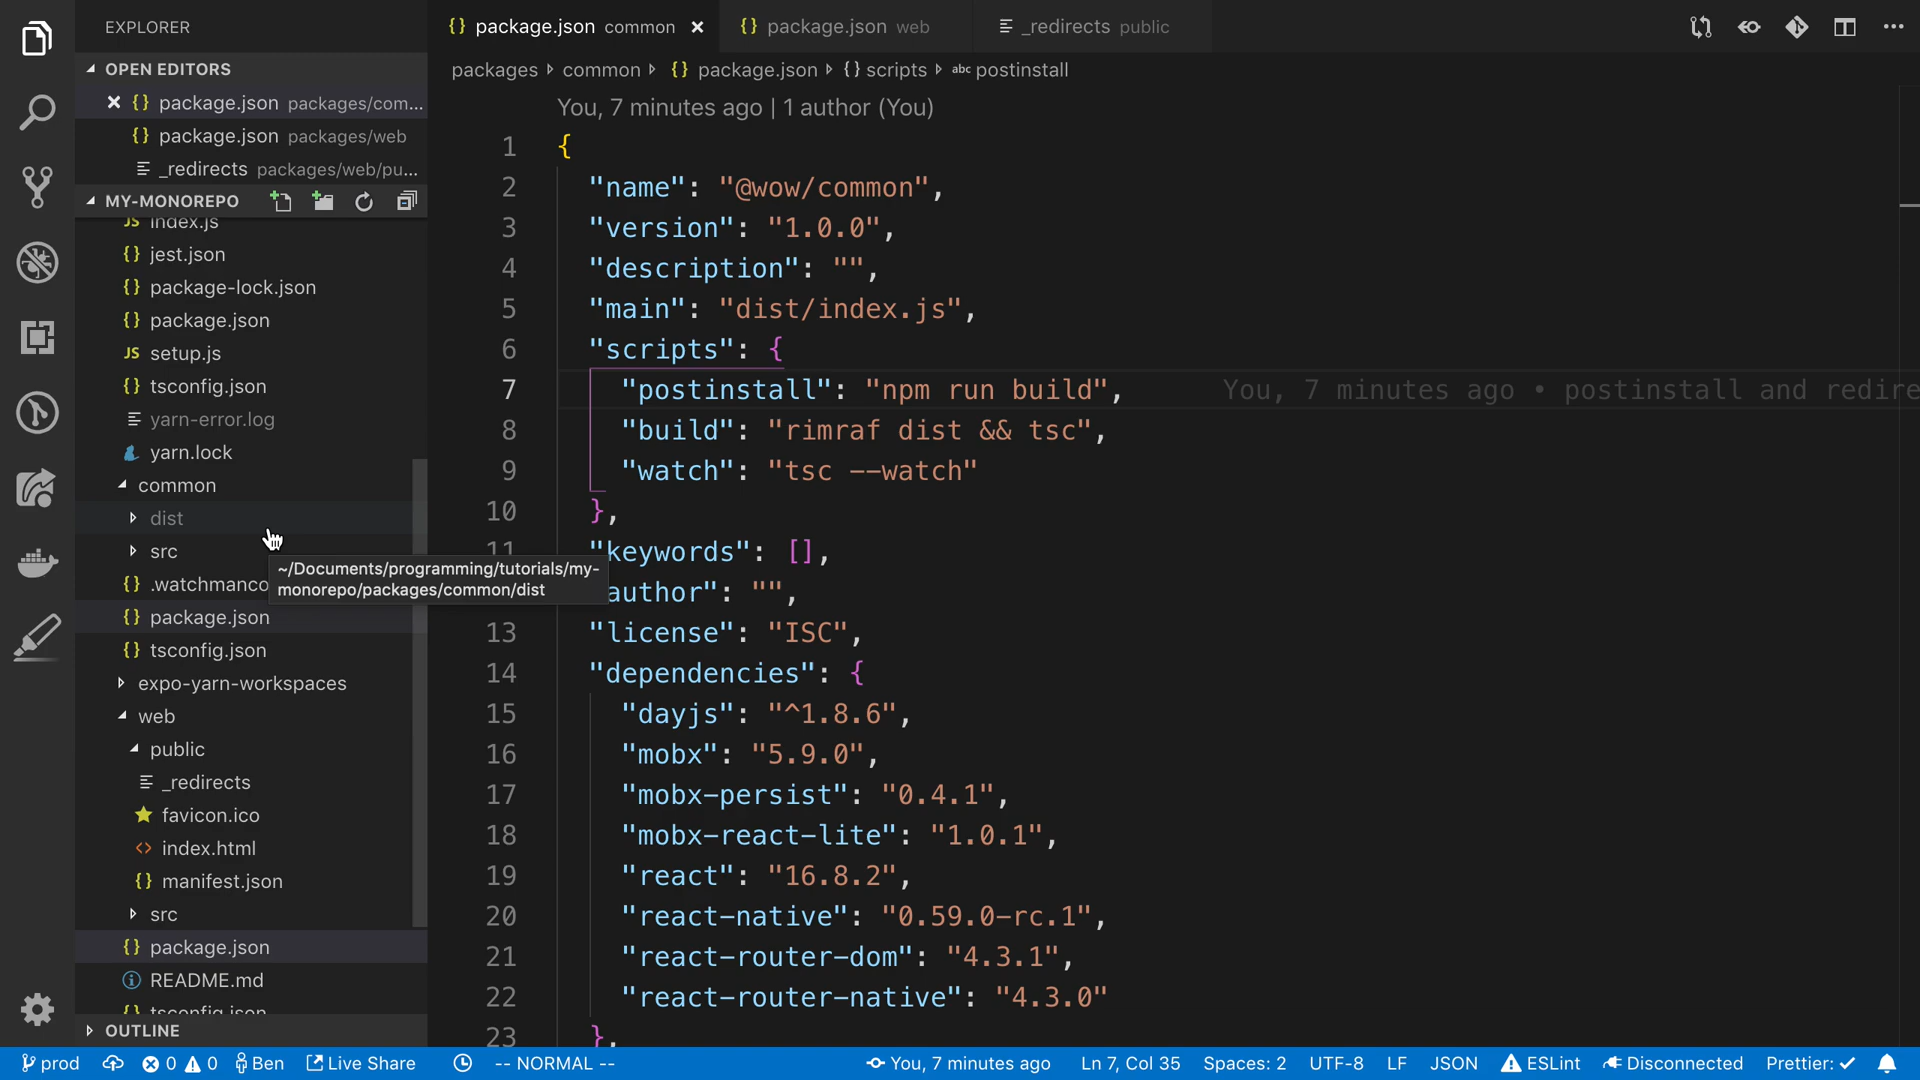 EXPLORER
OPEN EDITORS
package.json packages/com...
package.json packages/web
_redirects packages/web/pu...
MY-MONOREPO
JS index.js
{} jest.json
{} package-lock.json
{} package.json
JS setup.js
{} tsconfig.json
yarn-error.log
yarn.lock
common
dist
src
{} .watchmanco
{} package.json
{} tsconfig.json
expo-yarn-workspaces
web
public
_redirects
favicon.ico
<> index.html
{} manifest.json
src
{} package.json
README.md
{} tsconfig.json
OUTLINE
~/Documents/programming/tutorials/my-
monorepo/packages/common/dist
{} package.json common
{} package.json web
_redirects public
packages common {} package.json {} scripts abc postinstall
You, 7 minutes ago | 1 author (You)
1 {
2 "name": "@wow/common",
3 "version": "1.0.0",
4 "description": "",
5 "main": "dist/index.js",
6 "scripts": {
7 "postinstall": "npm run build", You, 7 minutes ago • postinstall and redire
8 "build": "rimraf dist && tsc",
9 "watch": "tsc --watch"
10 },
11 "keywords": [],
author": "",
13 "license": "ISC",
14 "dependencies": {
15 "dayjs": "^1.8.6",
16 "mobx": "5.9.0",
17 "mobx-persist": "0.4.1",
18 "mobx-react-lite": "1.0.1",
19 "react": "16.8.2",
20 "react-native": "0.59.0-rc.1",
21 "react-router-dom": "4.3.1",
22 "react-router-native": "4.3.0"
23 },
prod 0 0 Ben Live Share -- NORMAL -- You, 7 minutes ago Ln 7, Col 35 Spaces: 2 UTF-8 LF JSON ESLint Disconnected Prettier: ✓